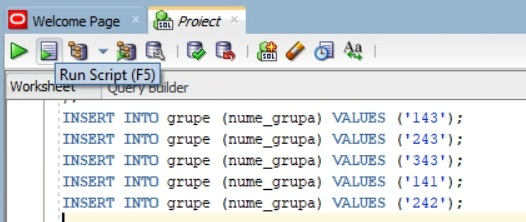 Welcome Page Proiect
Run Script (F5)
Worksheet Query Builder
);
INSERT INTO grupe (nume_grupa) VALUES ('143');
INSERT INTO grupe (nume_grupa) VALUES ('243');
INSERT INTO grupe (nume_grupa) VALUES ('343');
INSERT INTO grupe (nume_grupa) VALUES ('141');
INSERT INTO grupe (nume_grupa) VALUES ('242');